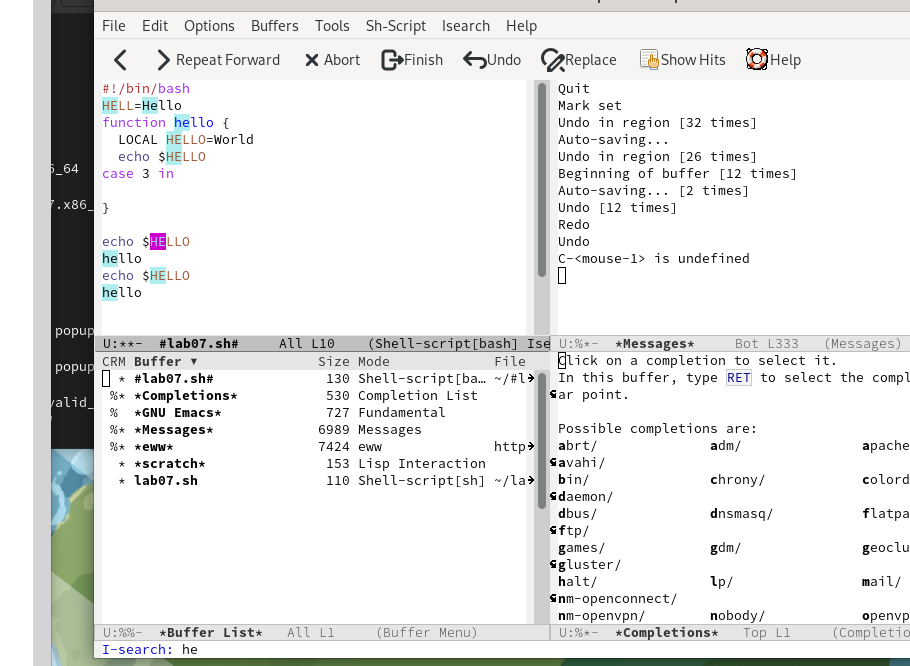 File Edit Options Buffers Tools Sh-Script Isearch Help
Repeat Forward Abort Finish Undo Replace Show Hits Help
#!/bin/bash
HELL=Hello
function hello {
LOCAL HELLO=World
echo $HELLO
case 3 in
}
echo $HELLO
hello
echo $HELLO
hello
U:**- #lab07.sh# All L10 (Shell-script[bash] Ise
Quit
Mark set
Undo in region [32 times]
Auto-saving...
Undo in region [26 times]
Beginning of buffer [12 times]
Auto-saving... [2 times]
Undo [12 times]
Redo
Undo
C-<mouse-1> is undefined
U:%*- *Messages* Bot L333 (Messages)
CRM Buffer ▼ Size Mode File
* #lab07.sh# 130 Shell-script[ba… ~/#l
%* *Completions* 530 Completion List
% *GNU Emacs* 727 Fundamental
%* *Messages* 6989 Messages
%* *eww* 7424 eww http
* *scratch* 153 Lisp Interaction
* lab07.sh 110 Shell-script[sh] ~/la
U:%%- *Buffer List* All L1 (Buffer Menu)
Click on a completion to select it.
In this buffer, type RET to select the compl
ar point.
Possible completions are:
abrt/ adm/ apache
avahi/
bin/ chrony/ colord
daemon/
dbus/ dnsmasq/ flatpa
ftp/
games/ gdm/ geoclu
gluster/
halt/ lp/ mail/
nm-openconnect/
nm-openvpn/ nobody/ openvp
U:%*- *Completions* Top L1 (Completio
I-search: he
_64
.x86_
popup
popup
valid_